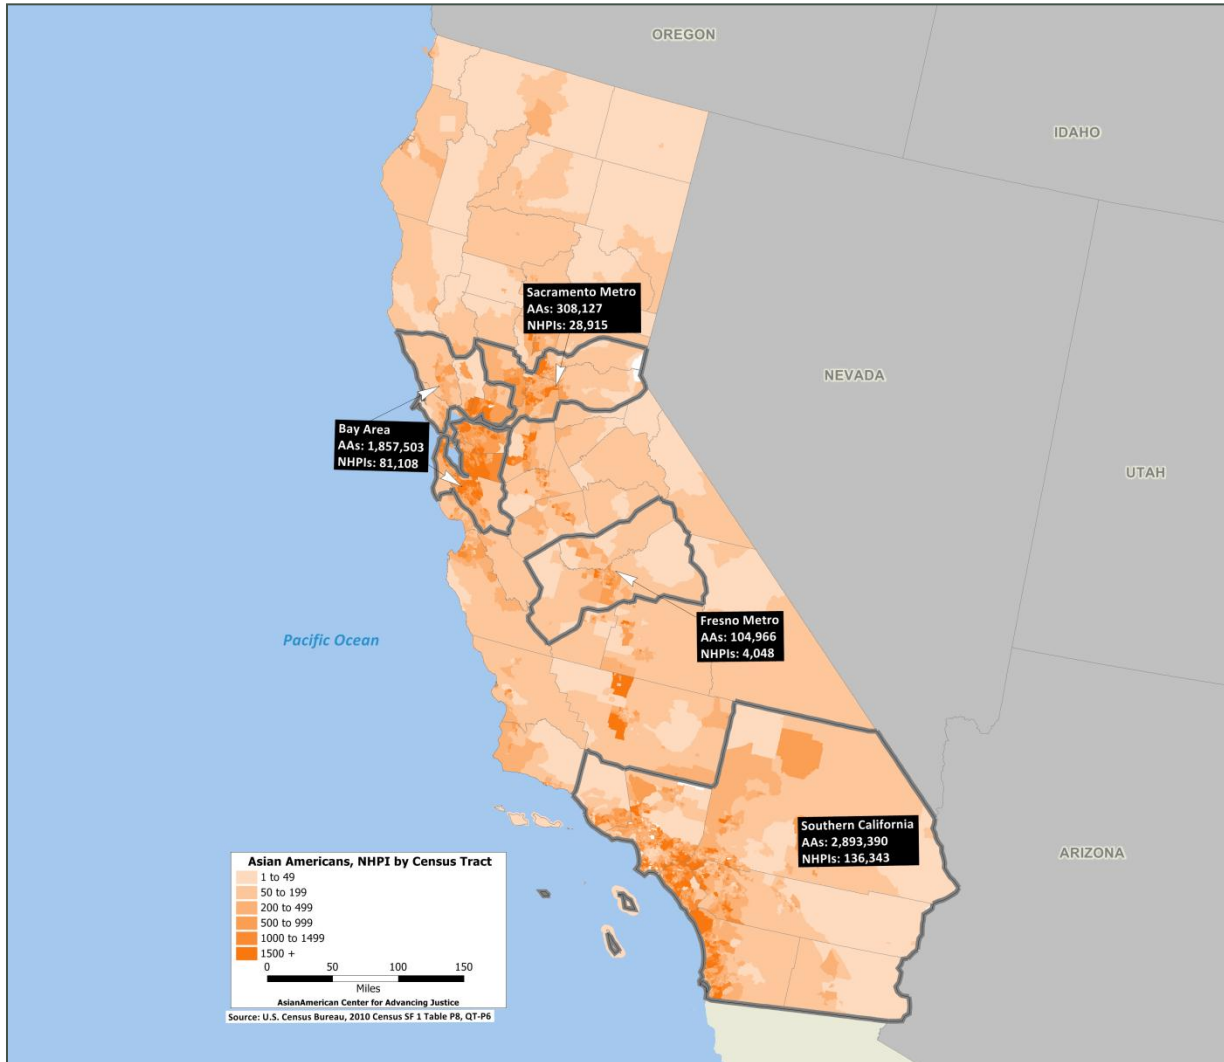 OREGON
IDAHO
Sacramento Metro
AAs: 308,127
NHPIs: 28,915
NEVADA
Bay Area
AAs: 1,857,503
NHPIs: 81,108
UTAH
Fresno Metro
AAs: 104,966
NHPIs: 4,048
Pacific Ocean
Southern California
AAs: 2,893,390
NHPIs: 136,343
ARIZONA
Asian Americans, NHPI by Census Tract
1 to 49
50 to 199
200 to 499
500 to 999
1000 to 1499
1500 +
0 50 100 150
Miles
AsianAmerican Center for Advancing Justice
Source: U.S. Census Bureau, 2010 Census SF 1 Table P8, QT-P6